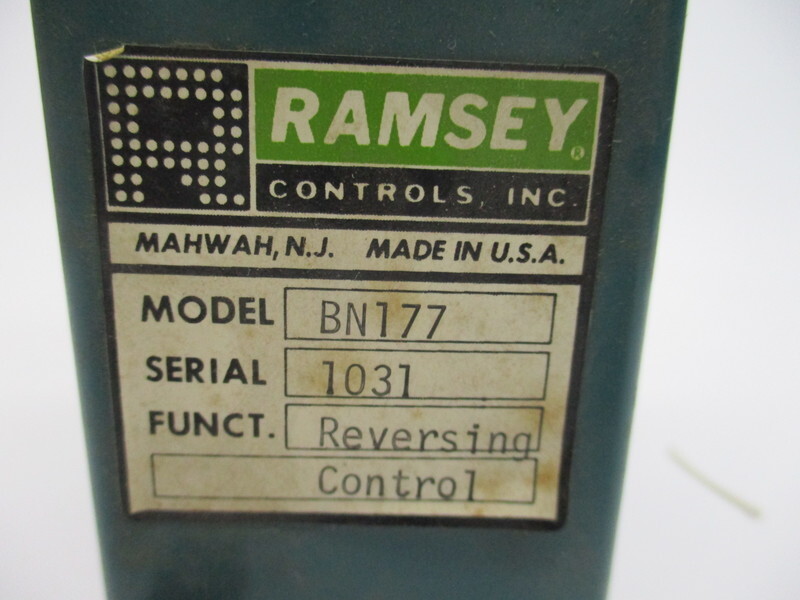 RAMSEY®
CONTROLS, INC.
MAHWAH, N.J. MADE IN U.S.A.
MODEL BN177
SERIAL 1031
FUNCT. Reversing
Control